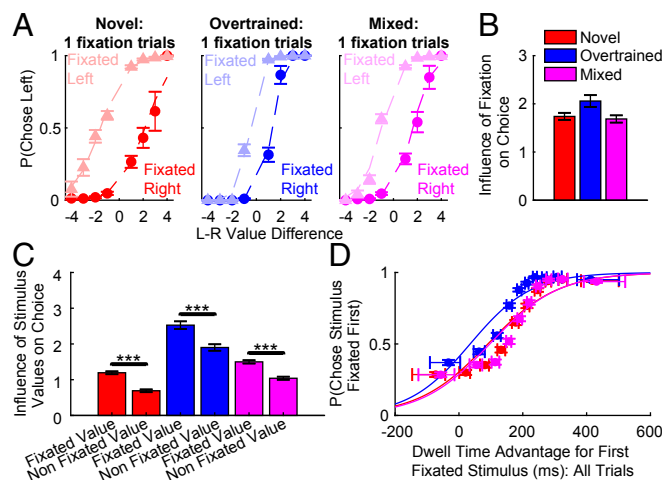 A
Novel:
1 fixation trials
Overtrained:
1 fixation trials
Mixed:
1 fixation trials
P(Chose Left)
1
0.5
0
Fixated
Left
Fixated
Right
Fixated
Left
Fixated
Right
Fixated
Left
Fixated
Right
-4 -2 0 2 4
-4 -2 0 2 4
-4 -2 0 2 4
L-R Value Difference
B
Novel
Overtrained
Mixed
Influence of Fixation
on Choice
3
2
1
0
C
Influence of Stimulus
Values on Choice
4
3
2
1
0
***
***
***
Fixated Value
Non Fixated Value
Fixated Value
Non Fixated Value
Fixated Value
Non Fixated Value
D
P(Chose Stimulus
Fixated First)
1
0.5
0
-200 0 200 400 600
Dwell Time Advantage for First
Fixated Stimulus (ms): All Trials